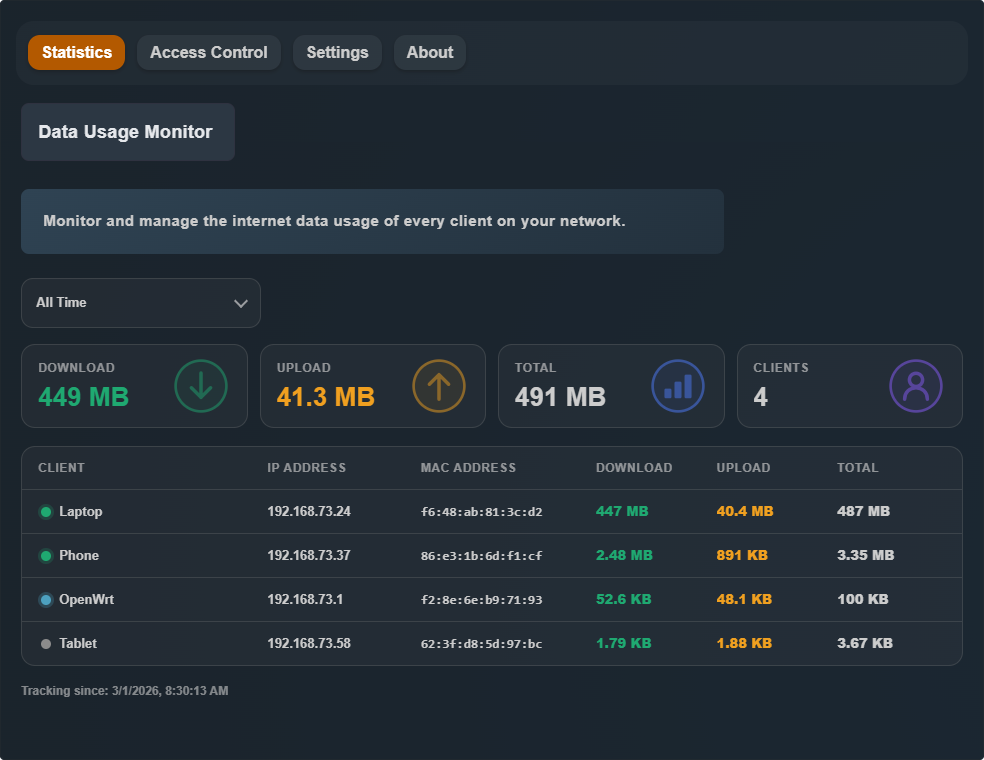 Statistics Access Control Settings About
Data Usage Monitor
Monitor and manage the internet data usage of every client on your network.
All Time
DOWNLOAD UPLOAD TOTAL CLIENTS
449 MB 41.3 MB 491 MB 4
CLIENT IP ADDRESS MAC ADDRESS DOWNLOAD UPLOAD TOTAL
Laptop 192.168.73.24 f6:48:ab:81:3c:d2 447 MB 40.4 MB 487 MB
Phone 192.168.73.37 86:e3:1b:6d:f1:cf 2.48 MB 891 KB 3.35 MB
OpenWrt 192.168.73.1 f2:8e:6e:b9:71:93 52.6 KB 48.1 KB 100 KB
Tablet 192.168.73.58 62:3f:d8:5d:97:bc 1.79 KB 1.88 KB 3.67 KB
Tracking since: 3/1/2026, 8:30:13 AM